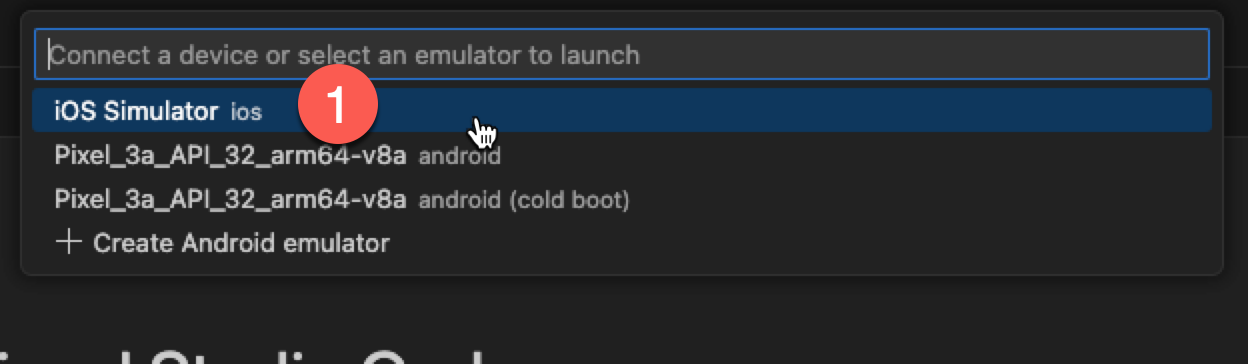 Connect a device or select an emulator to launch
iOS Simulator ios
1
Pixel_3a_API_32_arm64-v8a android
Pixel_3a_API_32_arm64-v8a android (cold boot)
+ Create Android emulator